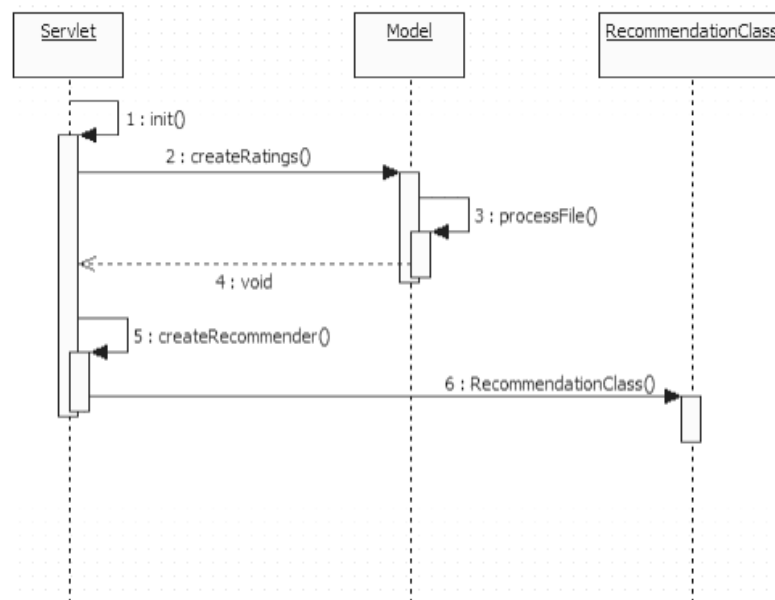 Servlet
Model
RecommendationClass
1 : init()
2 : createRatings()
3 : processFile()
4 : void
5 : createRecommender()
6 : RecommendationClass()